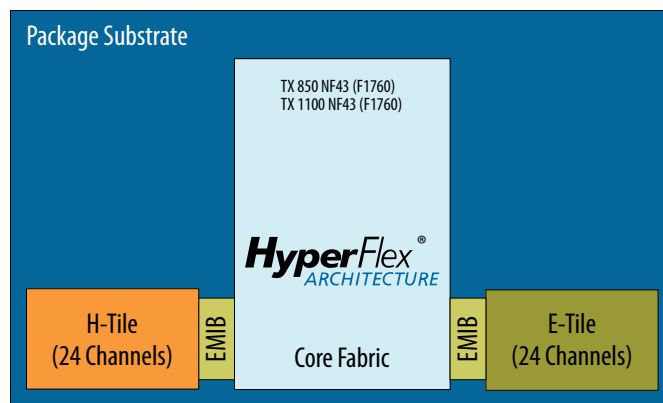 Package Substrate
TX 850 NF43 (F1760)
TX 1100 NF43 (F1760)
HyperFlex®
ARCHITECTURE
H-Tile
(24 Channels)
EMIB
Core Fabric
EMIB
E-Tile
(24 Channels)